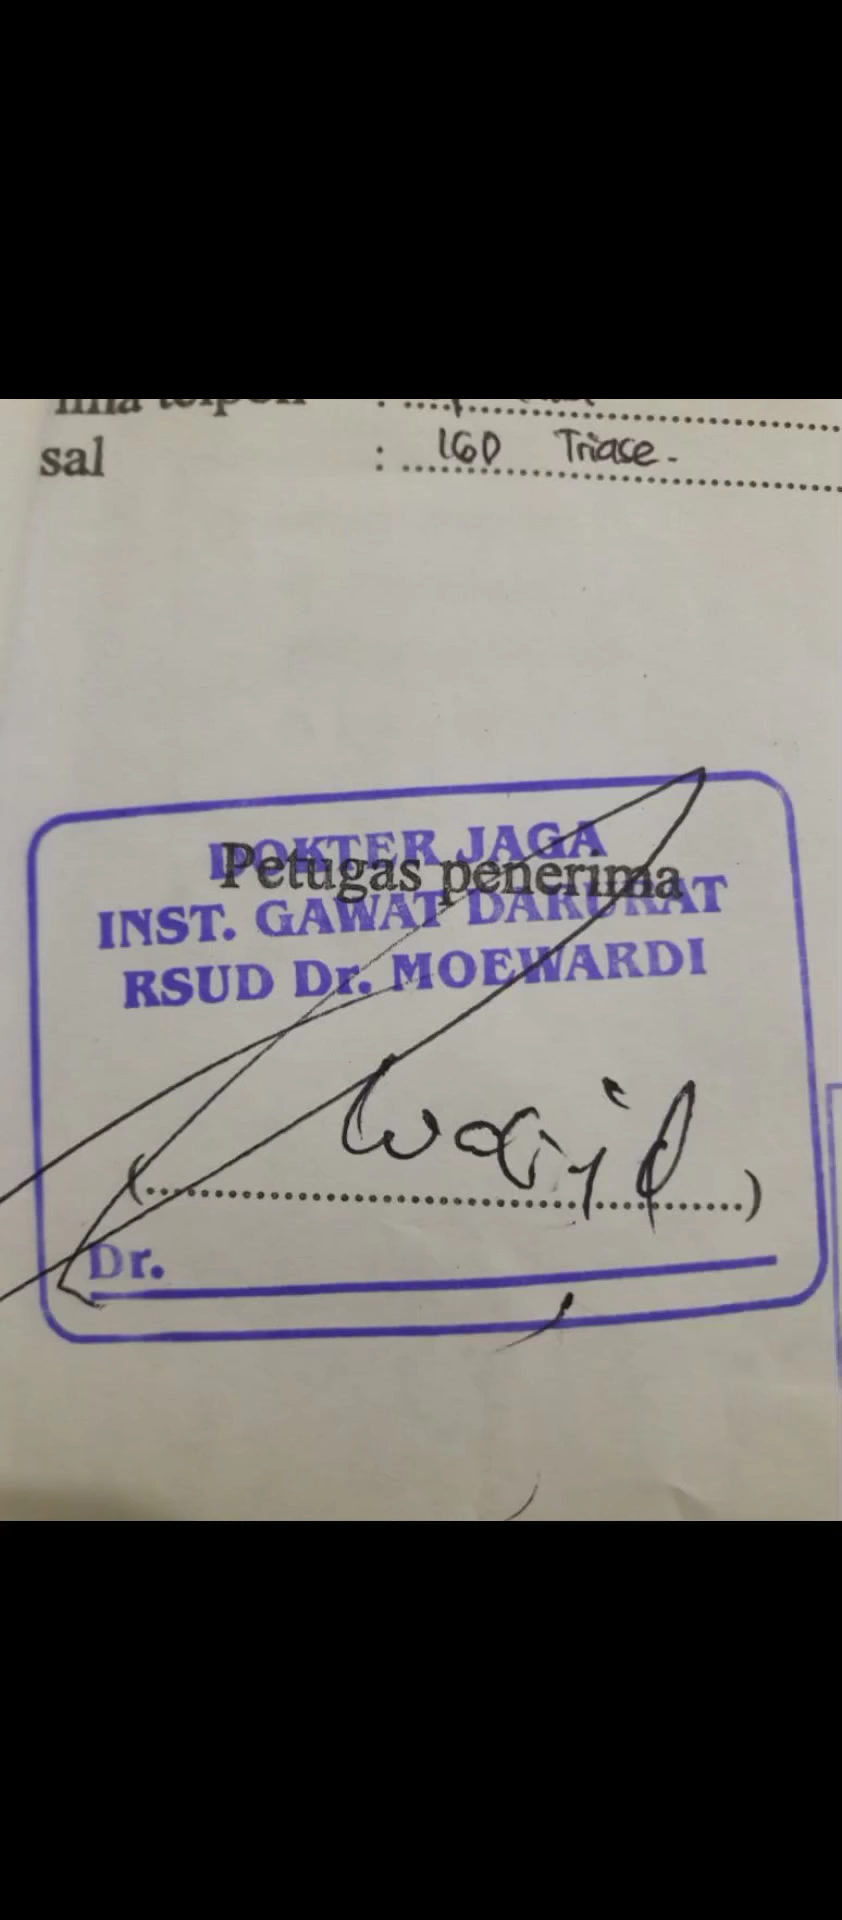 sal : IGD Triase -
DOKTER JAGA
Petugas penerima
INST. GAWAT DARURAT
RSUD Dr. MOEWARDI
(........................................)
Dr.